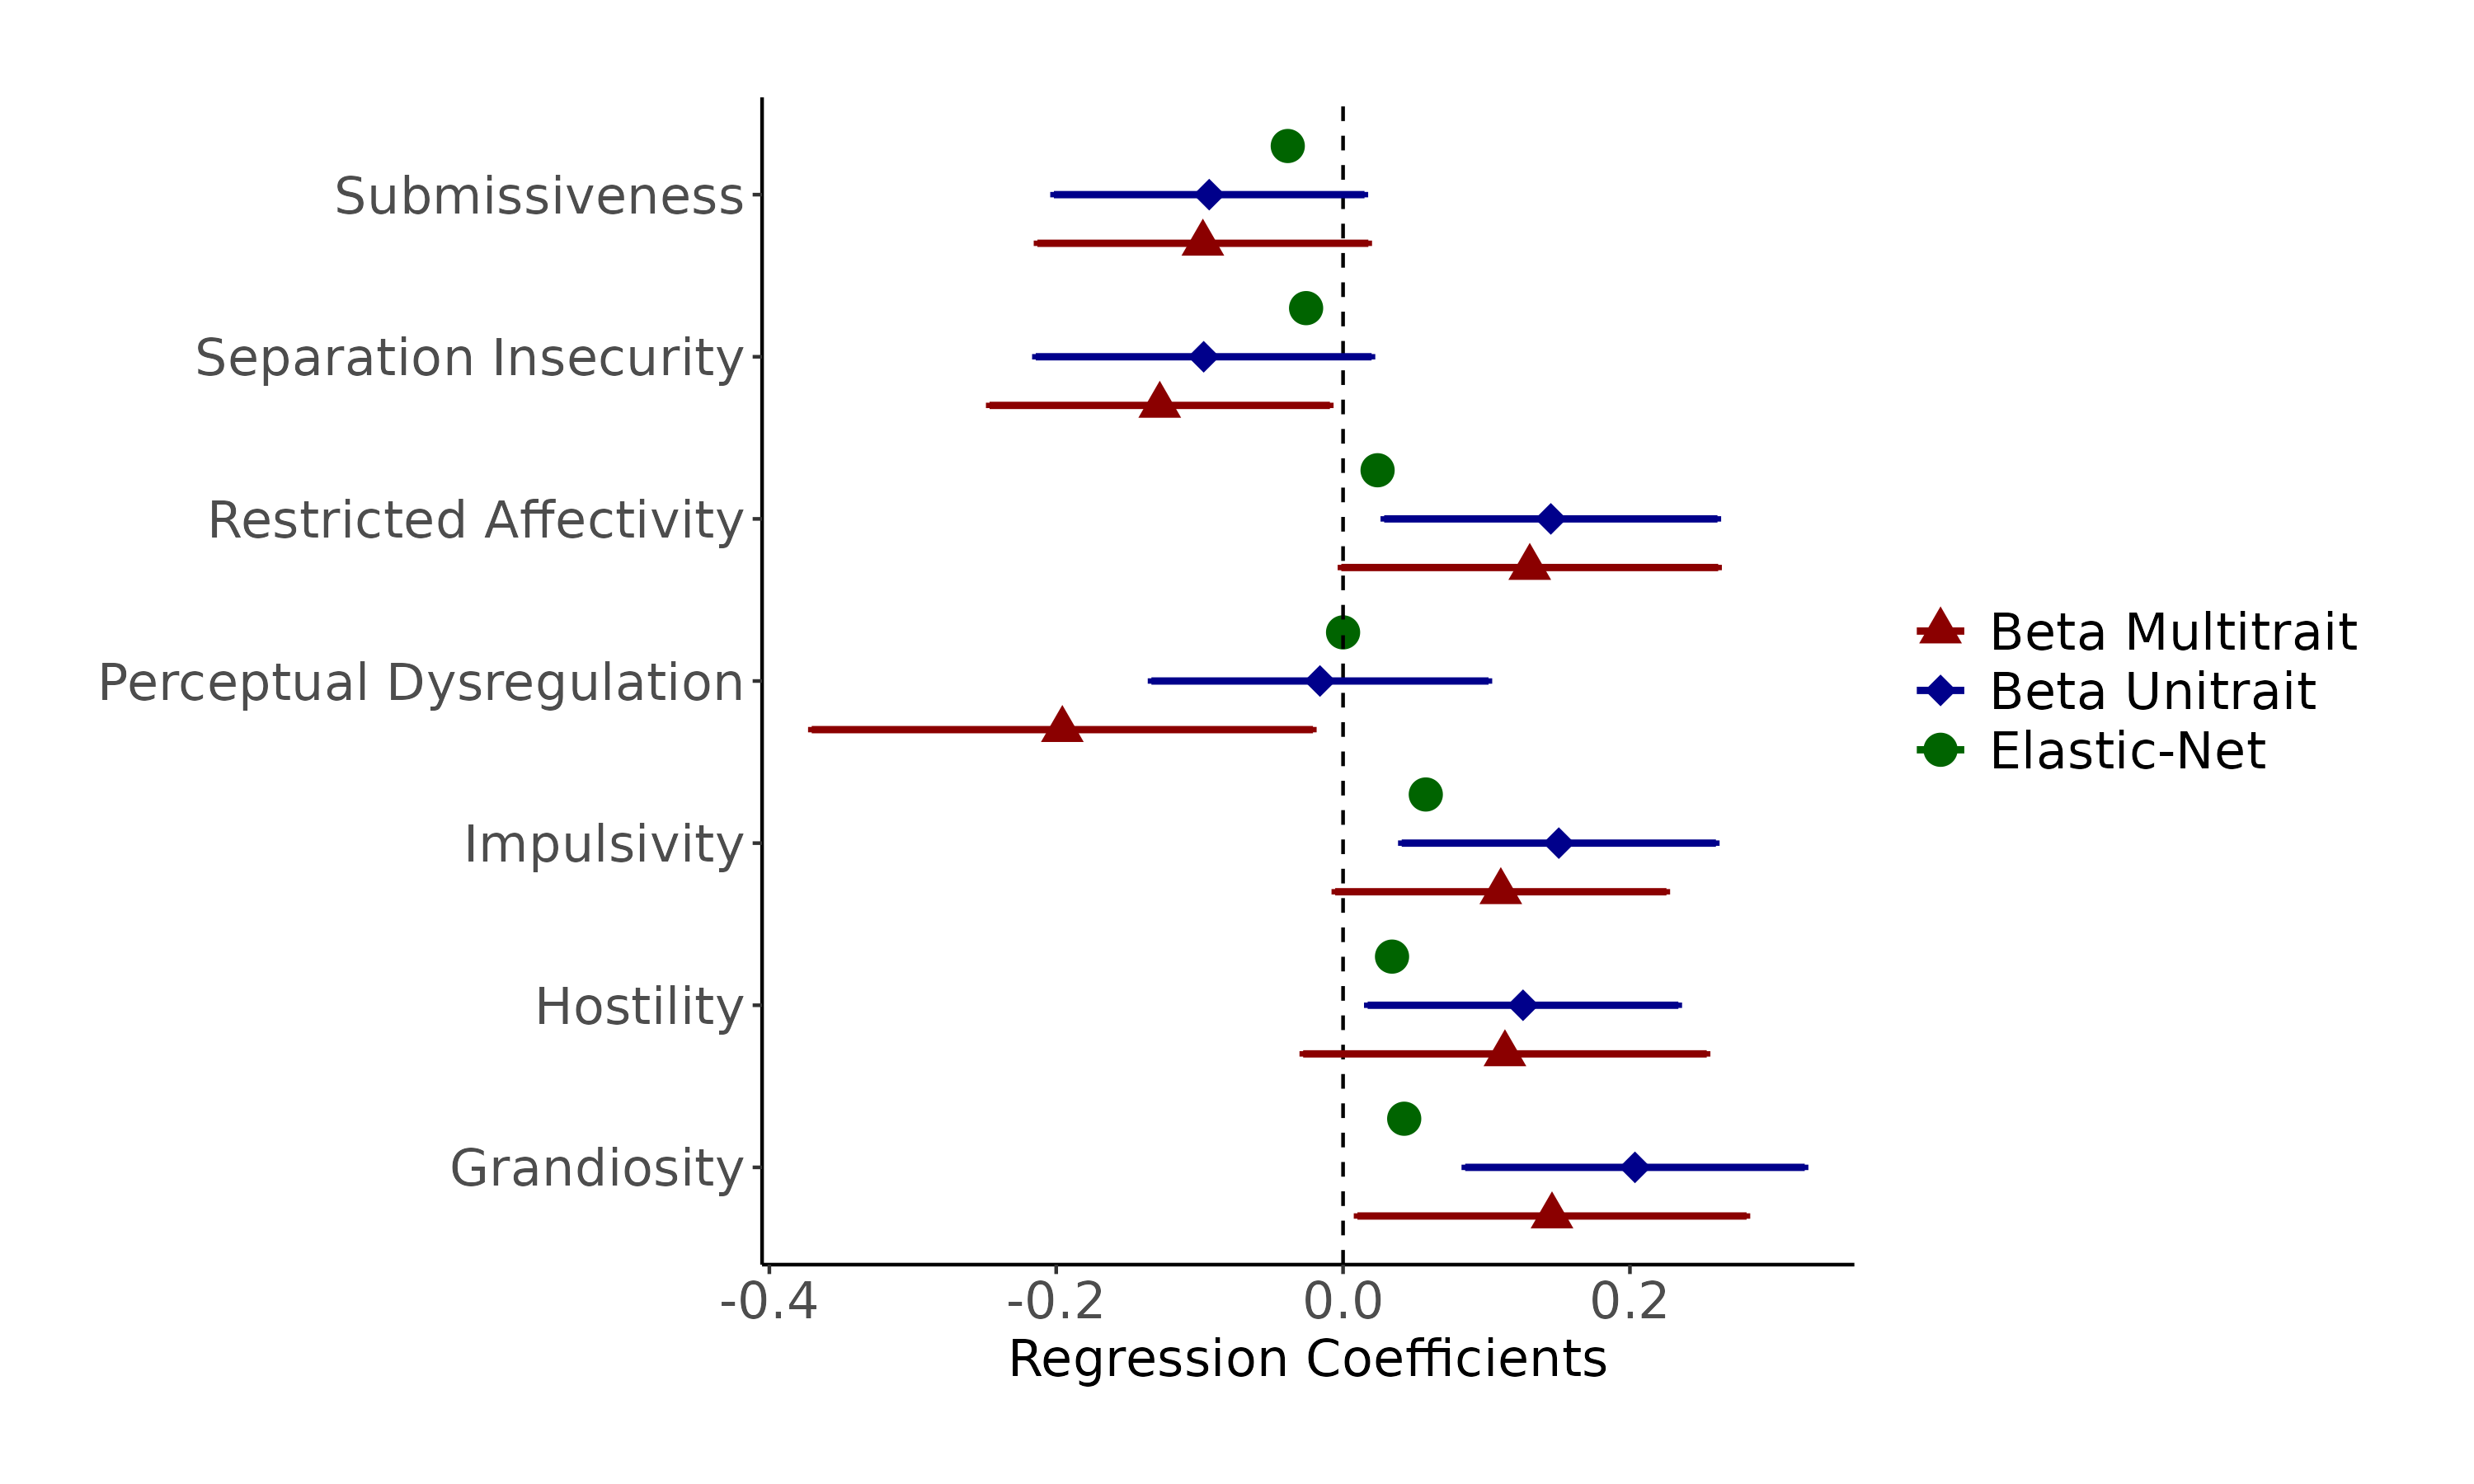 Submissiveness
Separation Insecurity
Restricted Affectivity
Perceptual Dysregulation
Impulsivity
Hostility
Grandiosity
-0.4 -0.2 0.0 0.2
Regression Coefficients
Beta Multitrait
Beta Unitrait
Elastic-Net